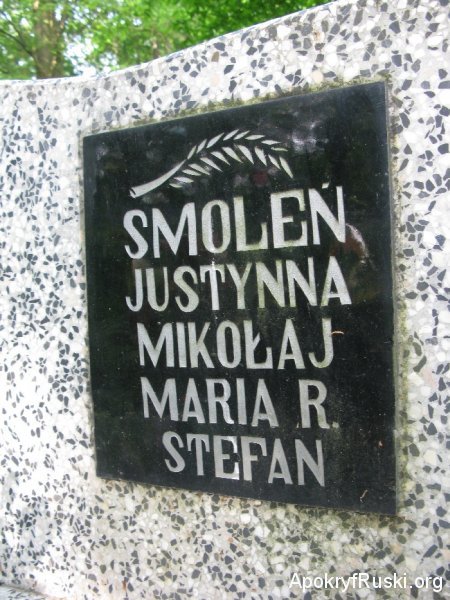 SMOLEŃ
JUSTYNNA
MIKOŁAJ
MARIA R.
STEFAN
ApokryfRuski.org